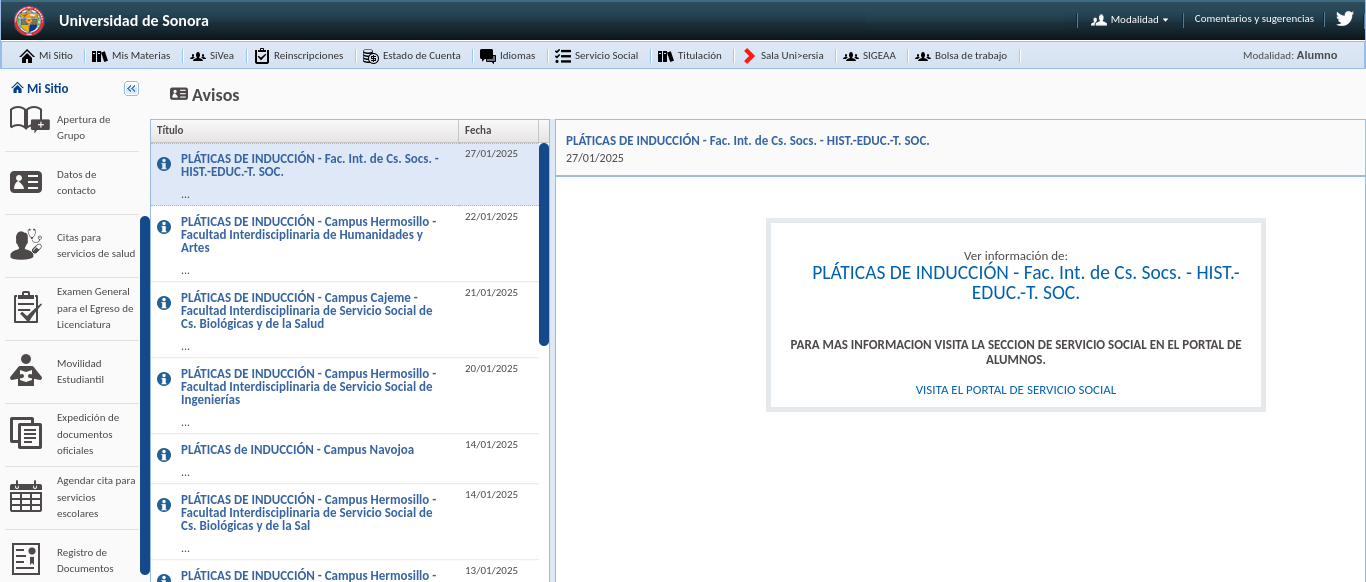 Universidad de Sonora
Modalidad
Comentarios y sugerencias
Mi Sitio
Mis Materias
SiVea
Reinscripciones
Estado de Cuenta
Idiomas
Servicio Social
Titulación
Sala Uni>ersia
SIGEAA
Bolsa de trabajo
Modalidad: Alumno
Mi Sitio
Apertura de
Grupo
Datos de
contacto
Citas para
servicios de salud
Examen General
para el Egreso de
Licenciatura
Movilidad
Estudiantil
Expedición de
documentos
oficiales
Agendar cita para
servicios
escolares
Registro de
Documentos
Avisos
Título
Fecha
PLÁTICAS DE INDUCCIÓN - Fac. Int. de Cs. Socs. -
HIST.-EDUC.-T. SOC.
...
27/01/2025
PLÁTICAS DE INDUCCIÓN - Campus Hermosillo -
Facultad Interdisciplinaria de Humanidades y
Artes
...
22/01/2025
PLÁTICAS DE INDUCCIÓN - Campus Cajeme -
Facultad Interdisciplinaria de Servicio Social de
Cs. Biológicas y de la Salud
...
21/01/2025
PLÁTICAS DE INDUCCIÓN - Campus Hermosillo -
Facultad Interdisciplinaria de Servicio Social de
Ingenierías
...
20/01/2025
PLÁTICAS de INDUCCIÓN - Campus Navojoa
...
14/01/2025
PLÁTICAS DE INDUCCIÓN - Campus Hermosillo -
Facultad Interdisciplinaria de Servicio Social de
Cs. Biológicas y de la Sal
...
14/01/2025
PLÁTICAS DE INDUCCIÓN - Campus Hermosillo -
13/01/2025
PLÁTICAS DE INDUCCIÓN - Fac. Int. de Cs. Socs. - HIST.-EDUC.-T. SOC.
27/01/2025
Ver información de:
PLÁTICAS DE INDUCCIÓN - Fac. Int. de Cs. Socs. - HIST.-
EDUC.-T. SOC.
PARA MAS INFORMACION VISITA LA SECCION DE SERVICIO SOCIAL EN EL PORTAL DE
ALUMNOS.
VISITA EL PORTAL DE SERVICIO SOCIAL